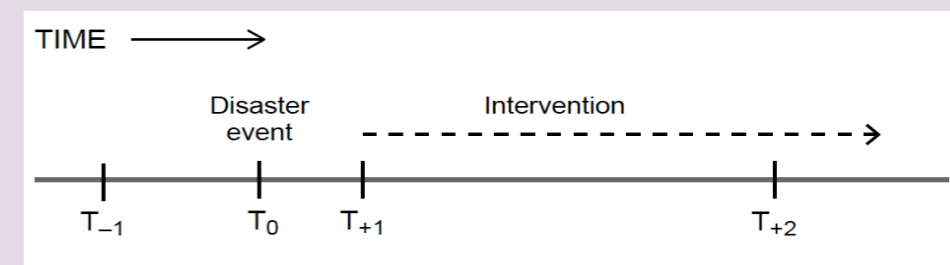 TIME
Disaster Intervention
event
T–1 T0 T+1 T+2